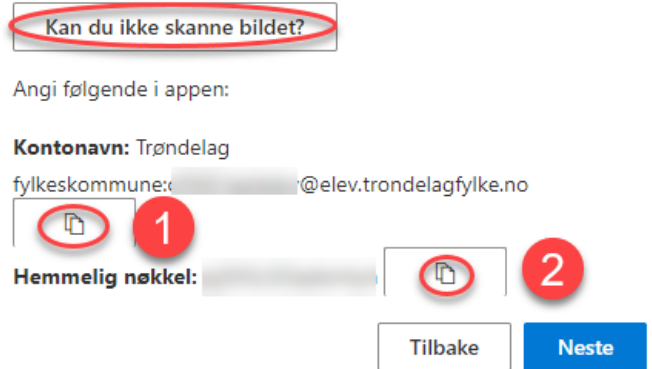 Kan du ikke skanne bildet?
Angi følgende i appen:
Kontonavn: Trøndelag
fylkeskommune: @elev.trondelagfylke.no
1
Hemmelig nøkkel:
2
Tilbake
Neste